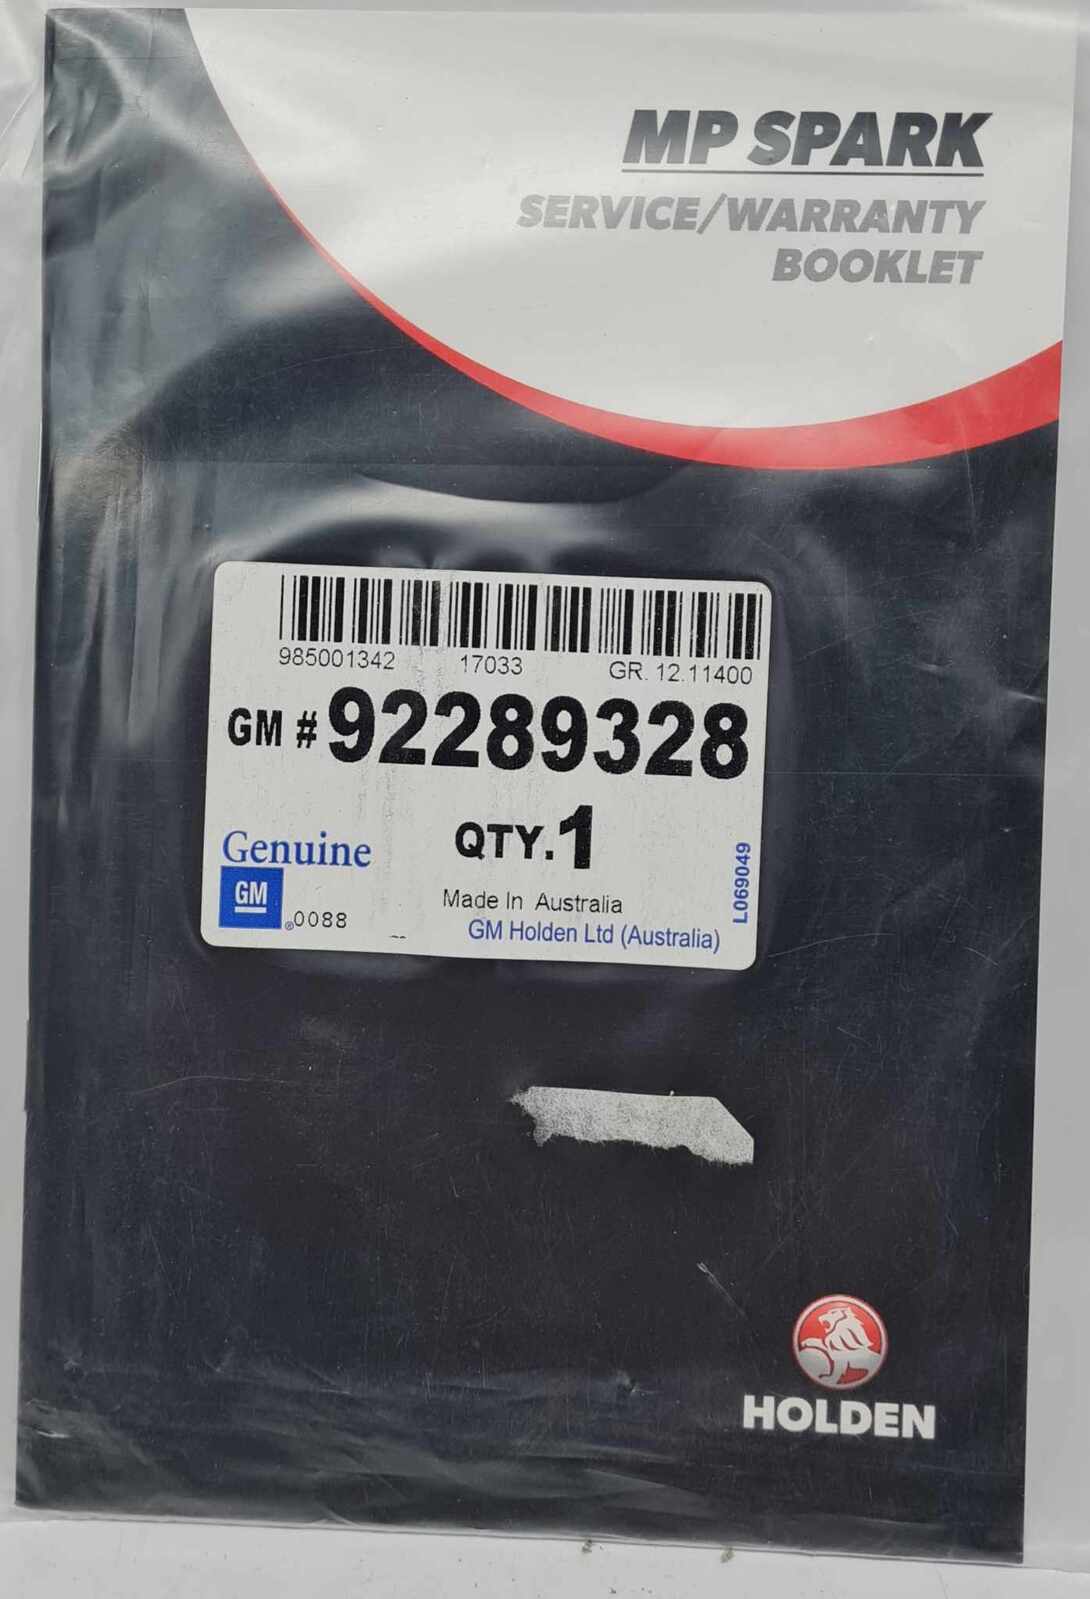 MP SPARK
SERVICE/WARRANTY
BOOKLET
985001342 17033 GR. 12.11400
GM # 92289328
QTY.1
Genuine
GM
®0088
Made In Australia
GM Holden Ltd (Australia)
L069049
HOLDEN